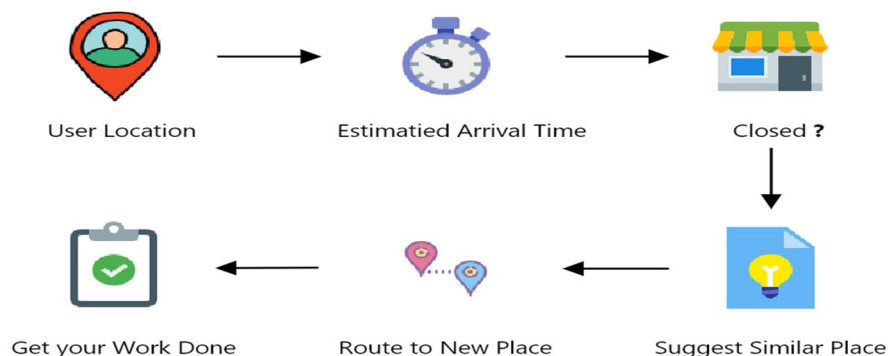 User Location
Estimatied Arrival Time
Closed ?
Suggest Similar Place
Route to New Place
Get your Work Done